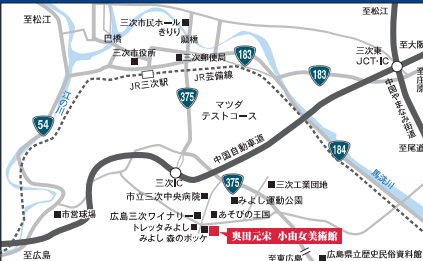 至松江
三次市民ホール
きりり
至松江
巴橋
願橋
三次市役所
三次郵便局
183
三次東
JCT・IC
至大阪
至庄原
JR三次駅
JR芸備線
183
江の川
375
マツダ
テストコース
中国やまなみ街道
54
中国自動車道
184
至尾道
馬洗川
三次IC
375
三次工業団地
市立三次中央病院
みよし運動公園
市営球場
広島三次ワイナリー
あそびの王国
トレッタみよし
みよし 森のポッケ
奥田元宋 小由女美術館
至広島
至東広島
広島県立歴史民俗資料館